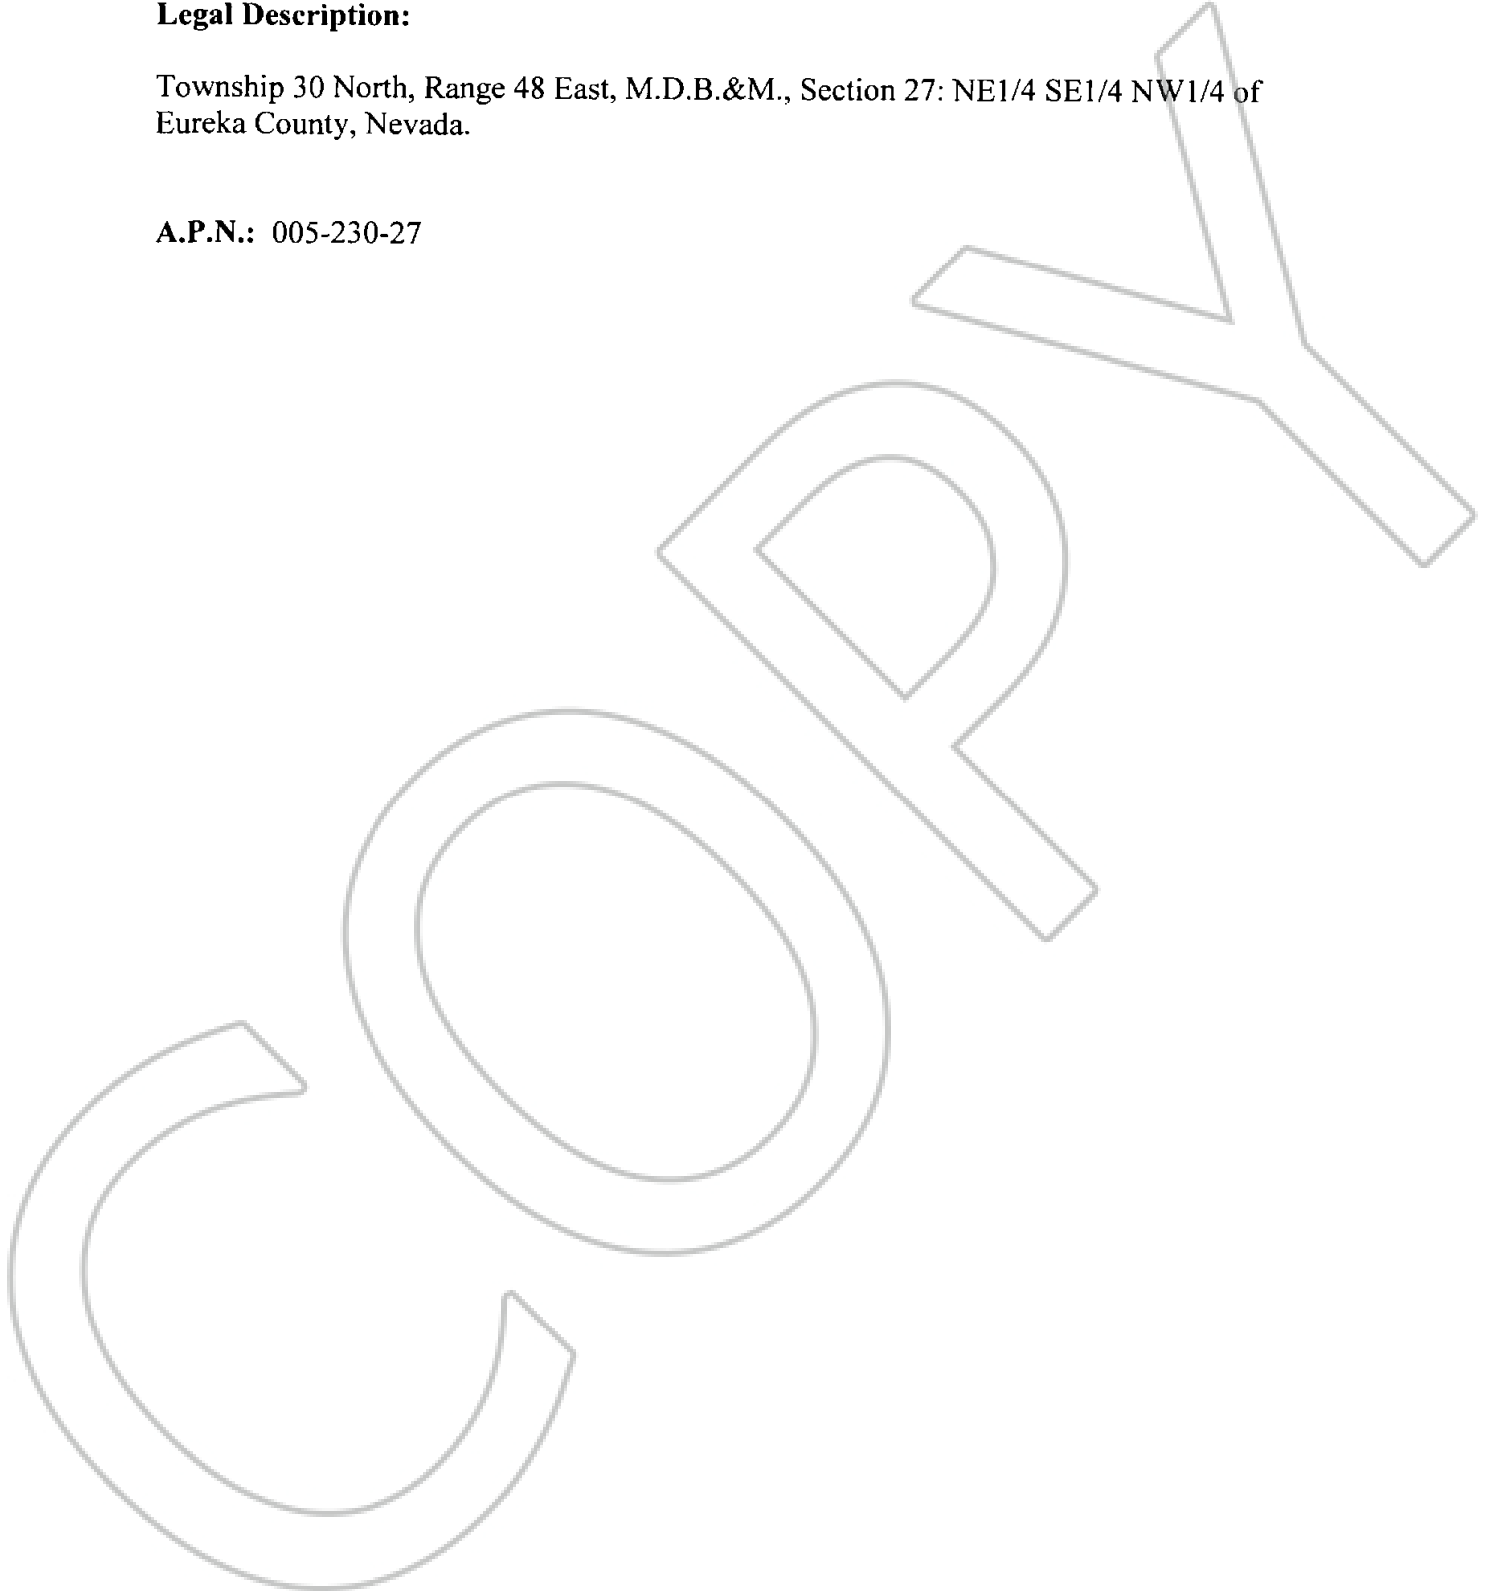 Legal Description:
Township 30 North, Range 48 East, M.D.B.&M., Section 27: NE1/4 SE1/4 NW1/4 of
Eureka County, Nevada.
A.P.N.: 005-230-27
COPY